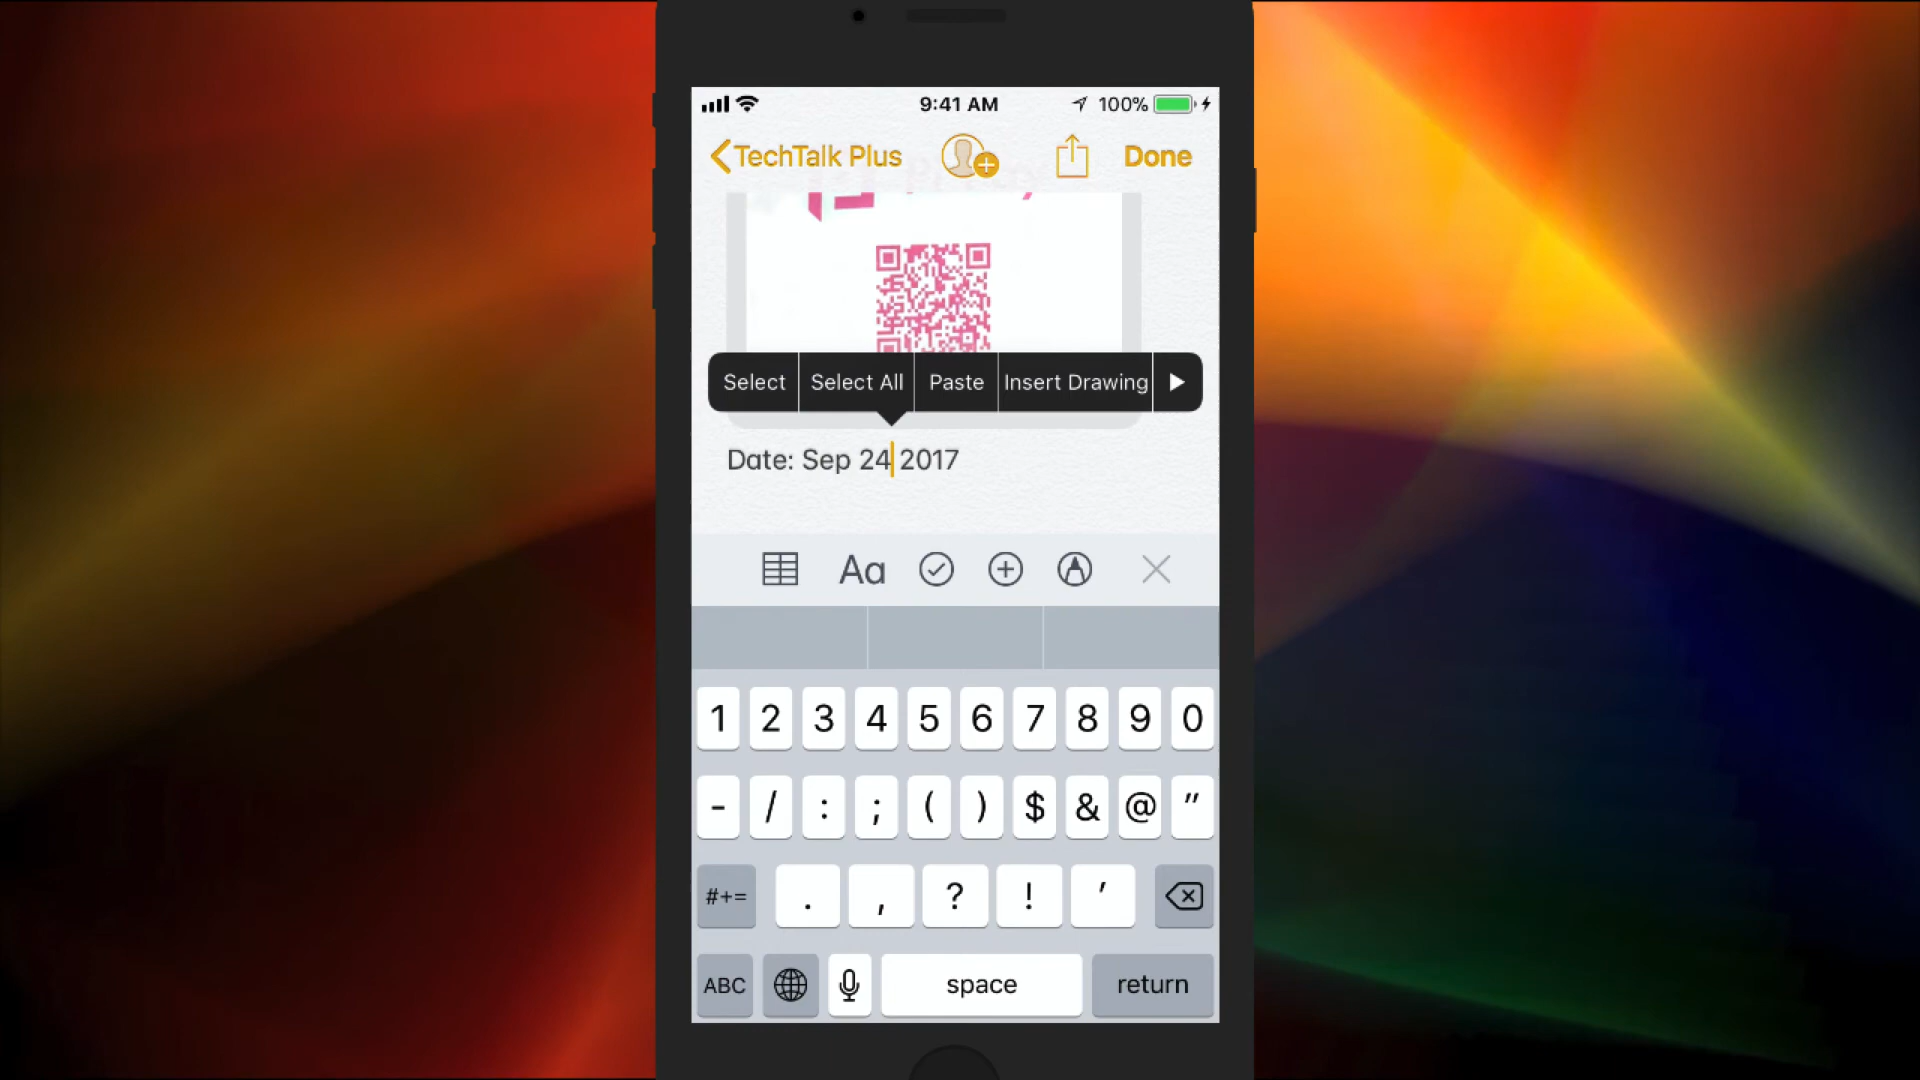 9:41 AM
100%
TechTalk Plus
Done
Select
Select All
Paste
Insert Drawing
Date: Sep 24 2017
Aa
1 2 3 4 5 6 7 8 9 0
- / : ; ( ) $ & @ "
#+= . , ? ! '
ABC
space
return